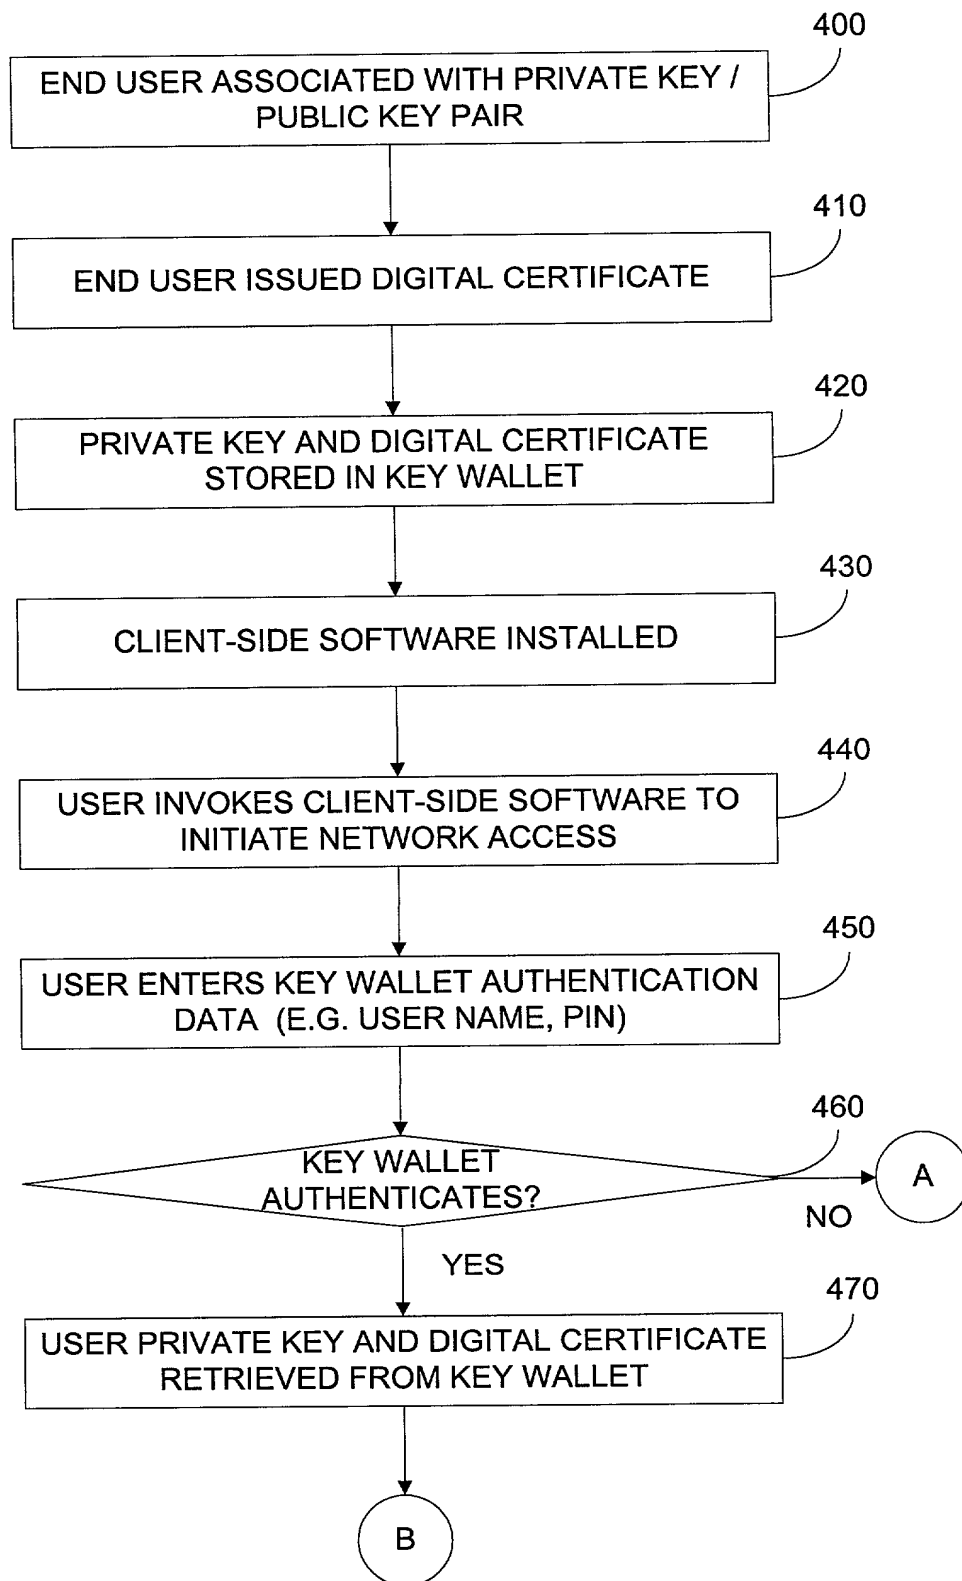 400
END USER ASSOCIATED WITH PRIVATE KEY /
PUBLIC KEY PAIR
410
END USER ISSUED DIGITAL CERTIFICATE
420
PRIVATE KEY AND DIGITAL CERTIFICATE
STORED IN KEY WALLET
430
CLIENT-SIDE SOFTWARE INSTALLED
440
USER INVOKES CLIENT-SIDE SOFTWARE TO
INITIATE NETWORK ACCESS
450
USER ENTERS KEY WALLET AUTHENTICATION
DATA (E.G. USER NAME, PIN)
460
KEY WALLET
AUTHENTICATES?
A
NO
YES
470
USER PRIVATE KEY AND DIGITAL CERTIFICATE
RETRIEVED FROM KEY WALLET
B